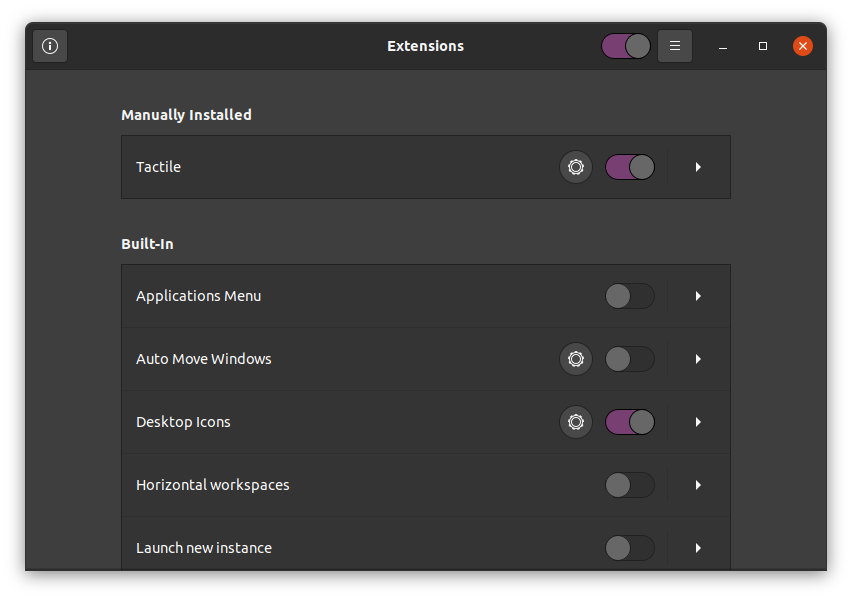 Extensions
Manually Installed
Tactile
Built-In
Applications Menu
Auto Move Windows
Desktop Icons
Horizontal workspaces
Launch new instance